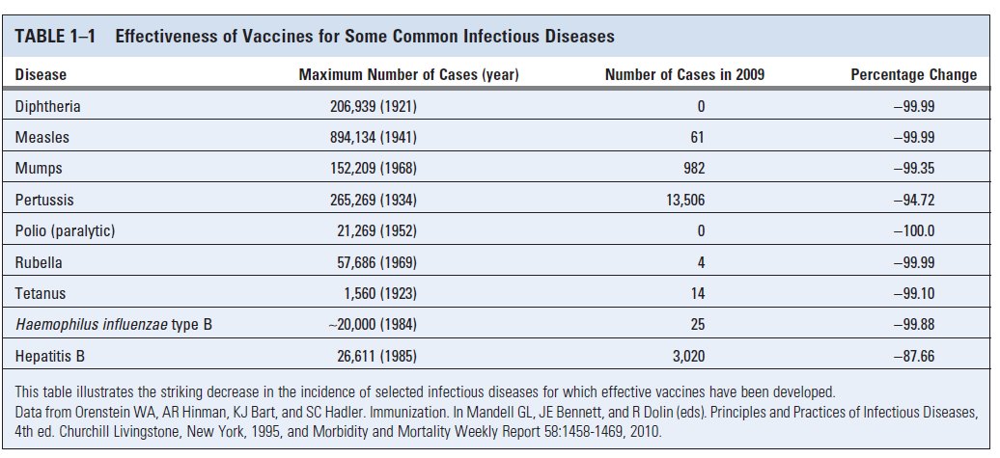 TABLE 1–1 Effectiveness of Vaccines for Some Common Infectious Diseases
Disease Maximum Number of Cases (year) Number of Cases in 2009 Percentage Change
Diphtheria 206,939 (1921) 0 –99.99
Measles 894,134 (1941) 61 –99.99
Mumps 152,209 (1968) 982 –99.35
Pertussis 265,269 (1934) 13,506 –94.72
Polio (paralytic) 21,269 (1952) 0 –100.0
Rubella 57,686 (1969) 4 –99.99
Tetanus 1,560 (1923) 14 –99.10
Haemophilus influenzae type B ~20,000 (1984) 25 –99.88
Hepatitis B 26,611 (1985) 3,020 –87.66
This table illustrates the striking decrease in the incidence of selected infectious diseases for which effective vaccines have been developed.
Data from Orenstein WA, AR Hinman, KJ Bart, and SC Hadler. Immunization. In Mandell GL, JE Bennett, and R Dolin (eds). Principles and Practices of Infectious Diseases,
4th ed. Churchill Livingstone, New York, 1995, and Morbidity and Mortality Weekly Report 58:1458-1469, 2010.